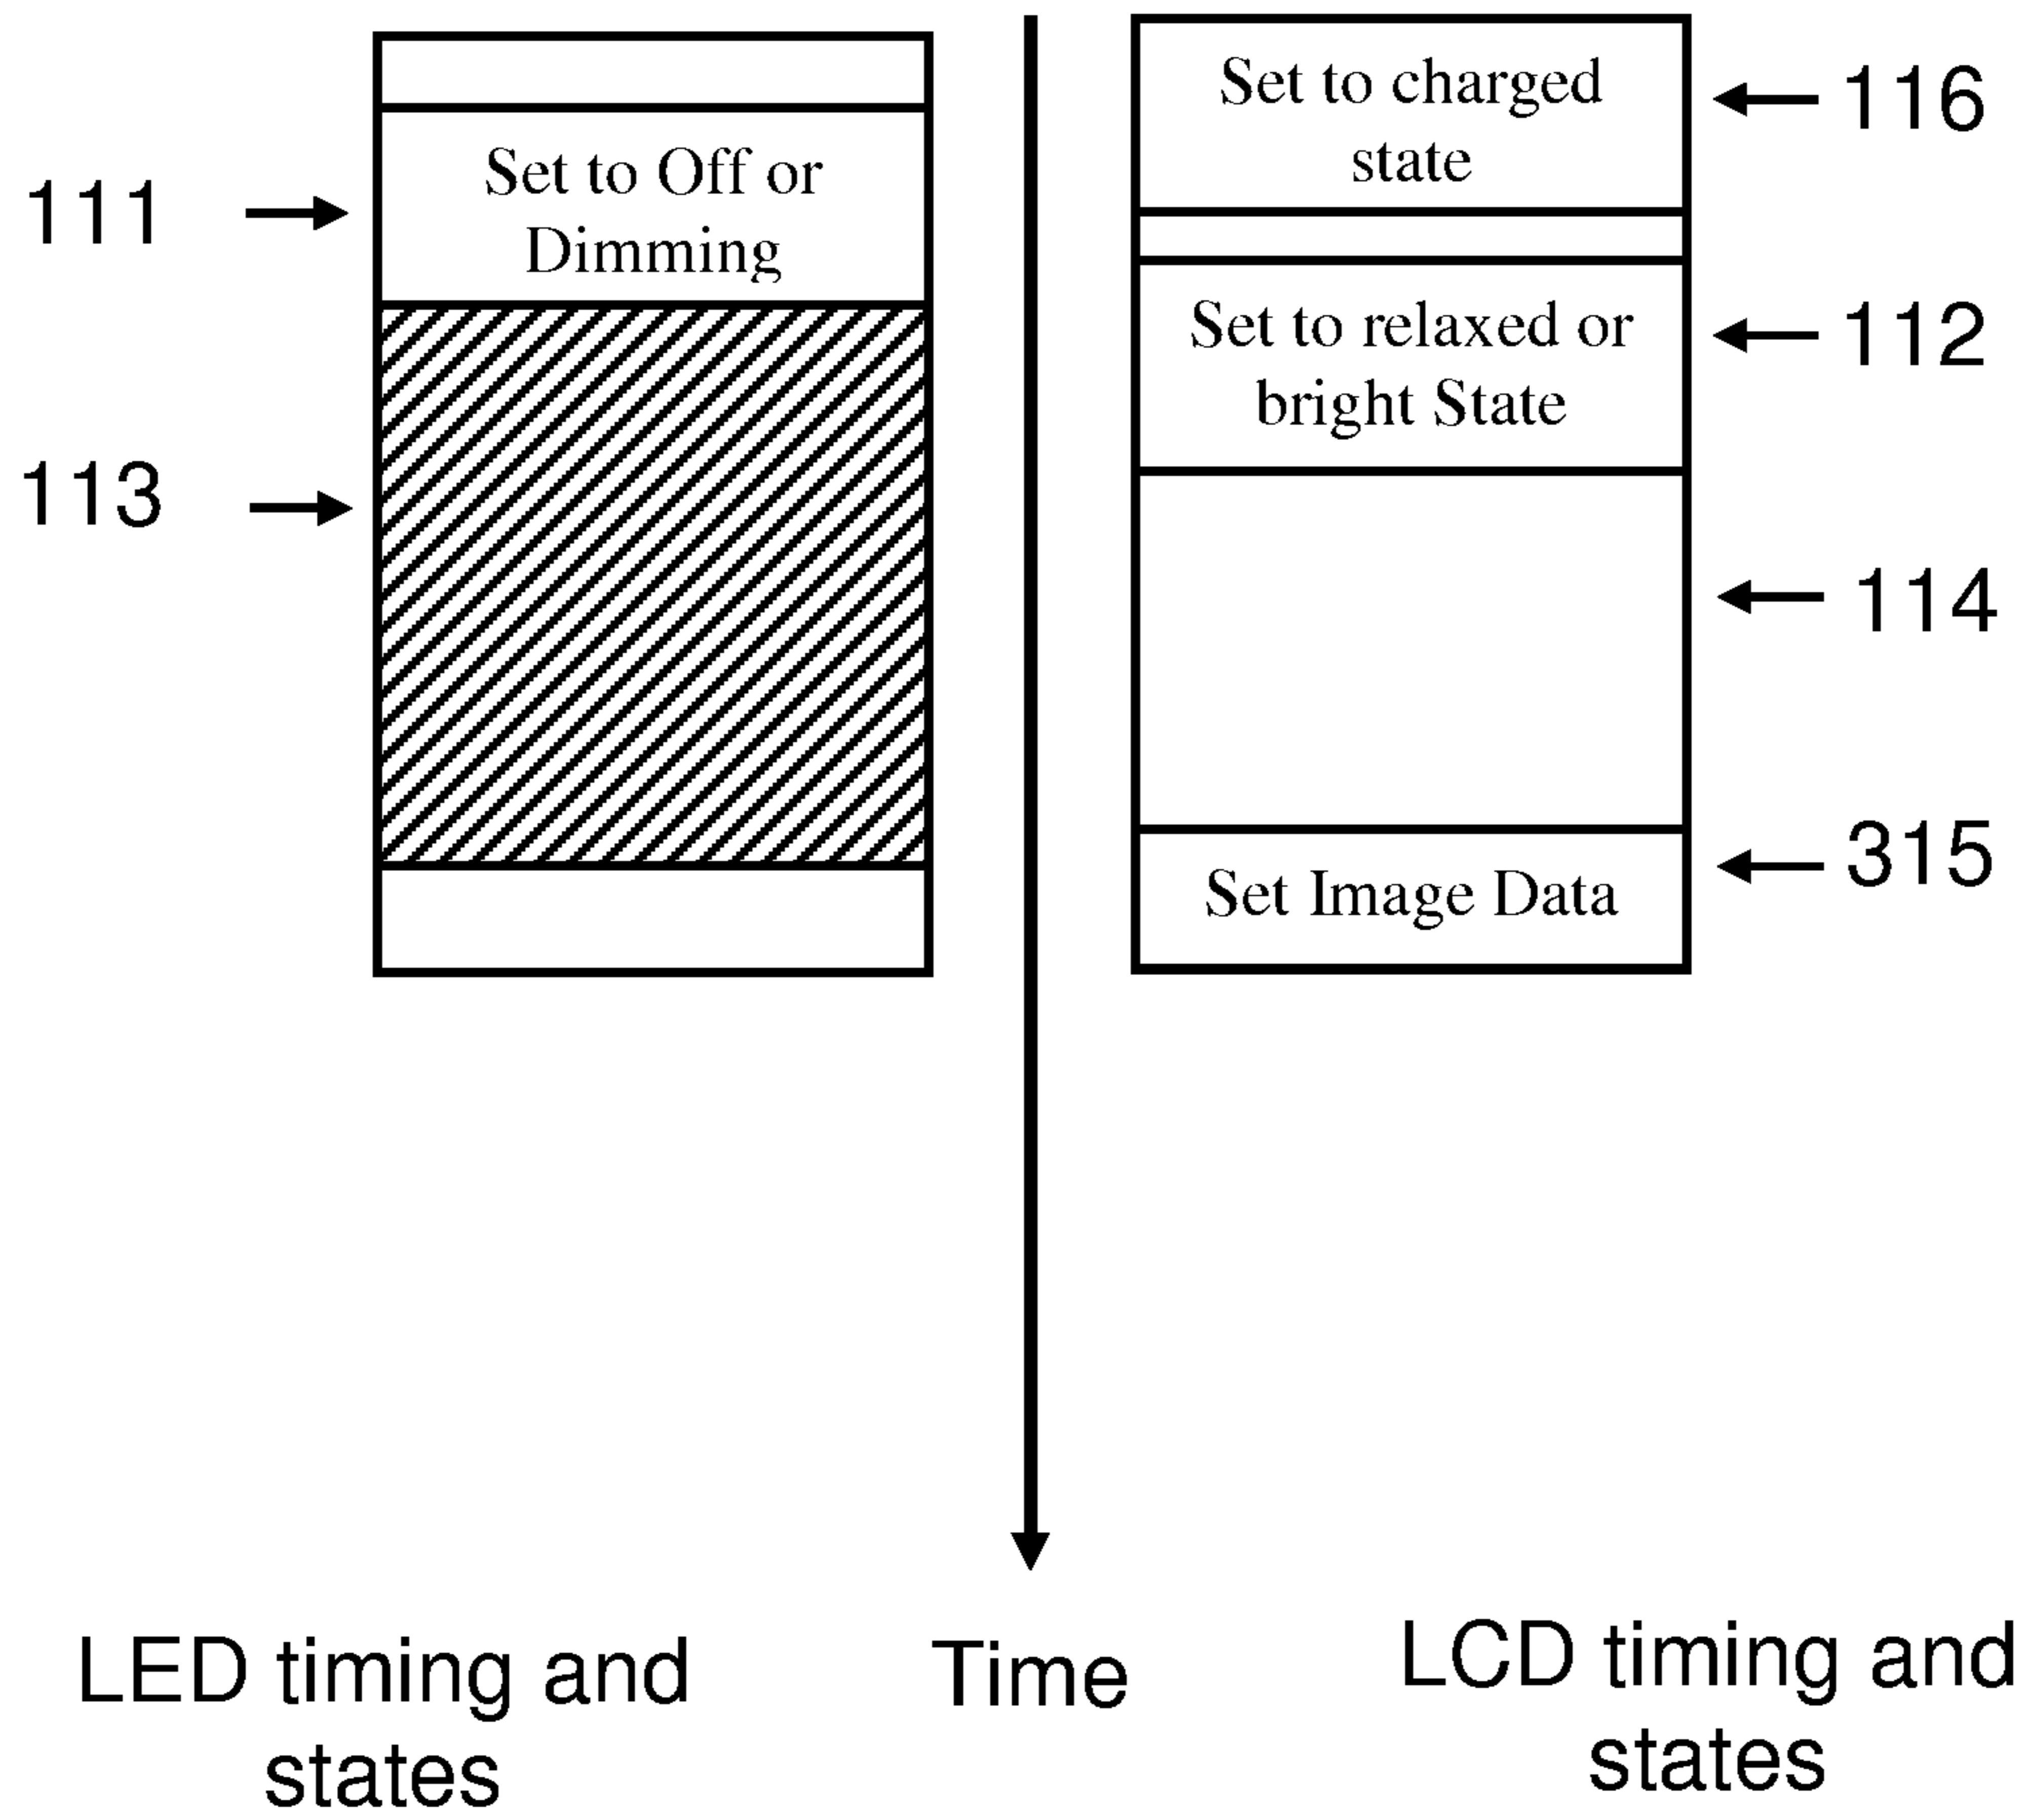 111
Set to Off or
Dimming
113
Set to charged
state
116
Set to relaxed or
bright State
112
114
315
Set Image Data
LED timing and
states
Time
LCD timing and
states